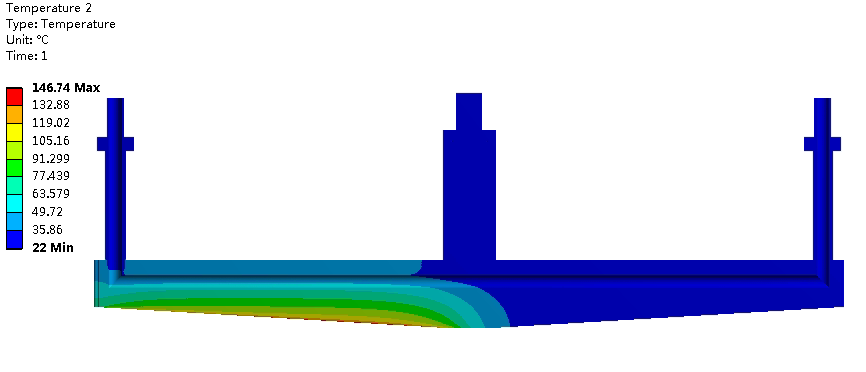 Temperature 2
Type: Temperature
Unit: °C
Time: 1
146.74 Max
132.88
119.02
105.16
91.299
77.439
63.579
49.72
35.86
22 Min